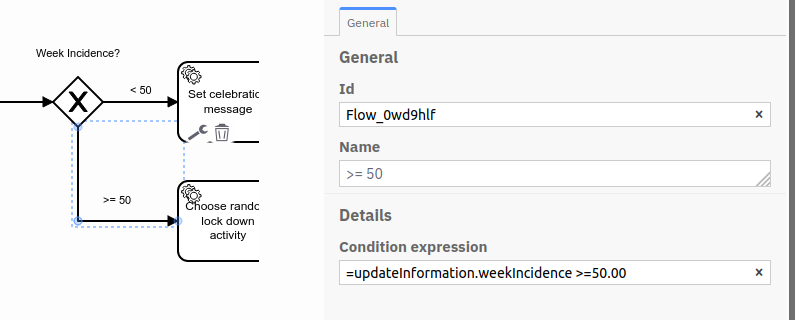 Week Incidence?
< 50
Set celebratio
message
>= 50
Choose rando
lock down
activity
General
General
Id
Flow_0wd9hlf
×
Name
>= 50
Details
Condition expression
=updateInformation.weekIncidence >=50.00
×